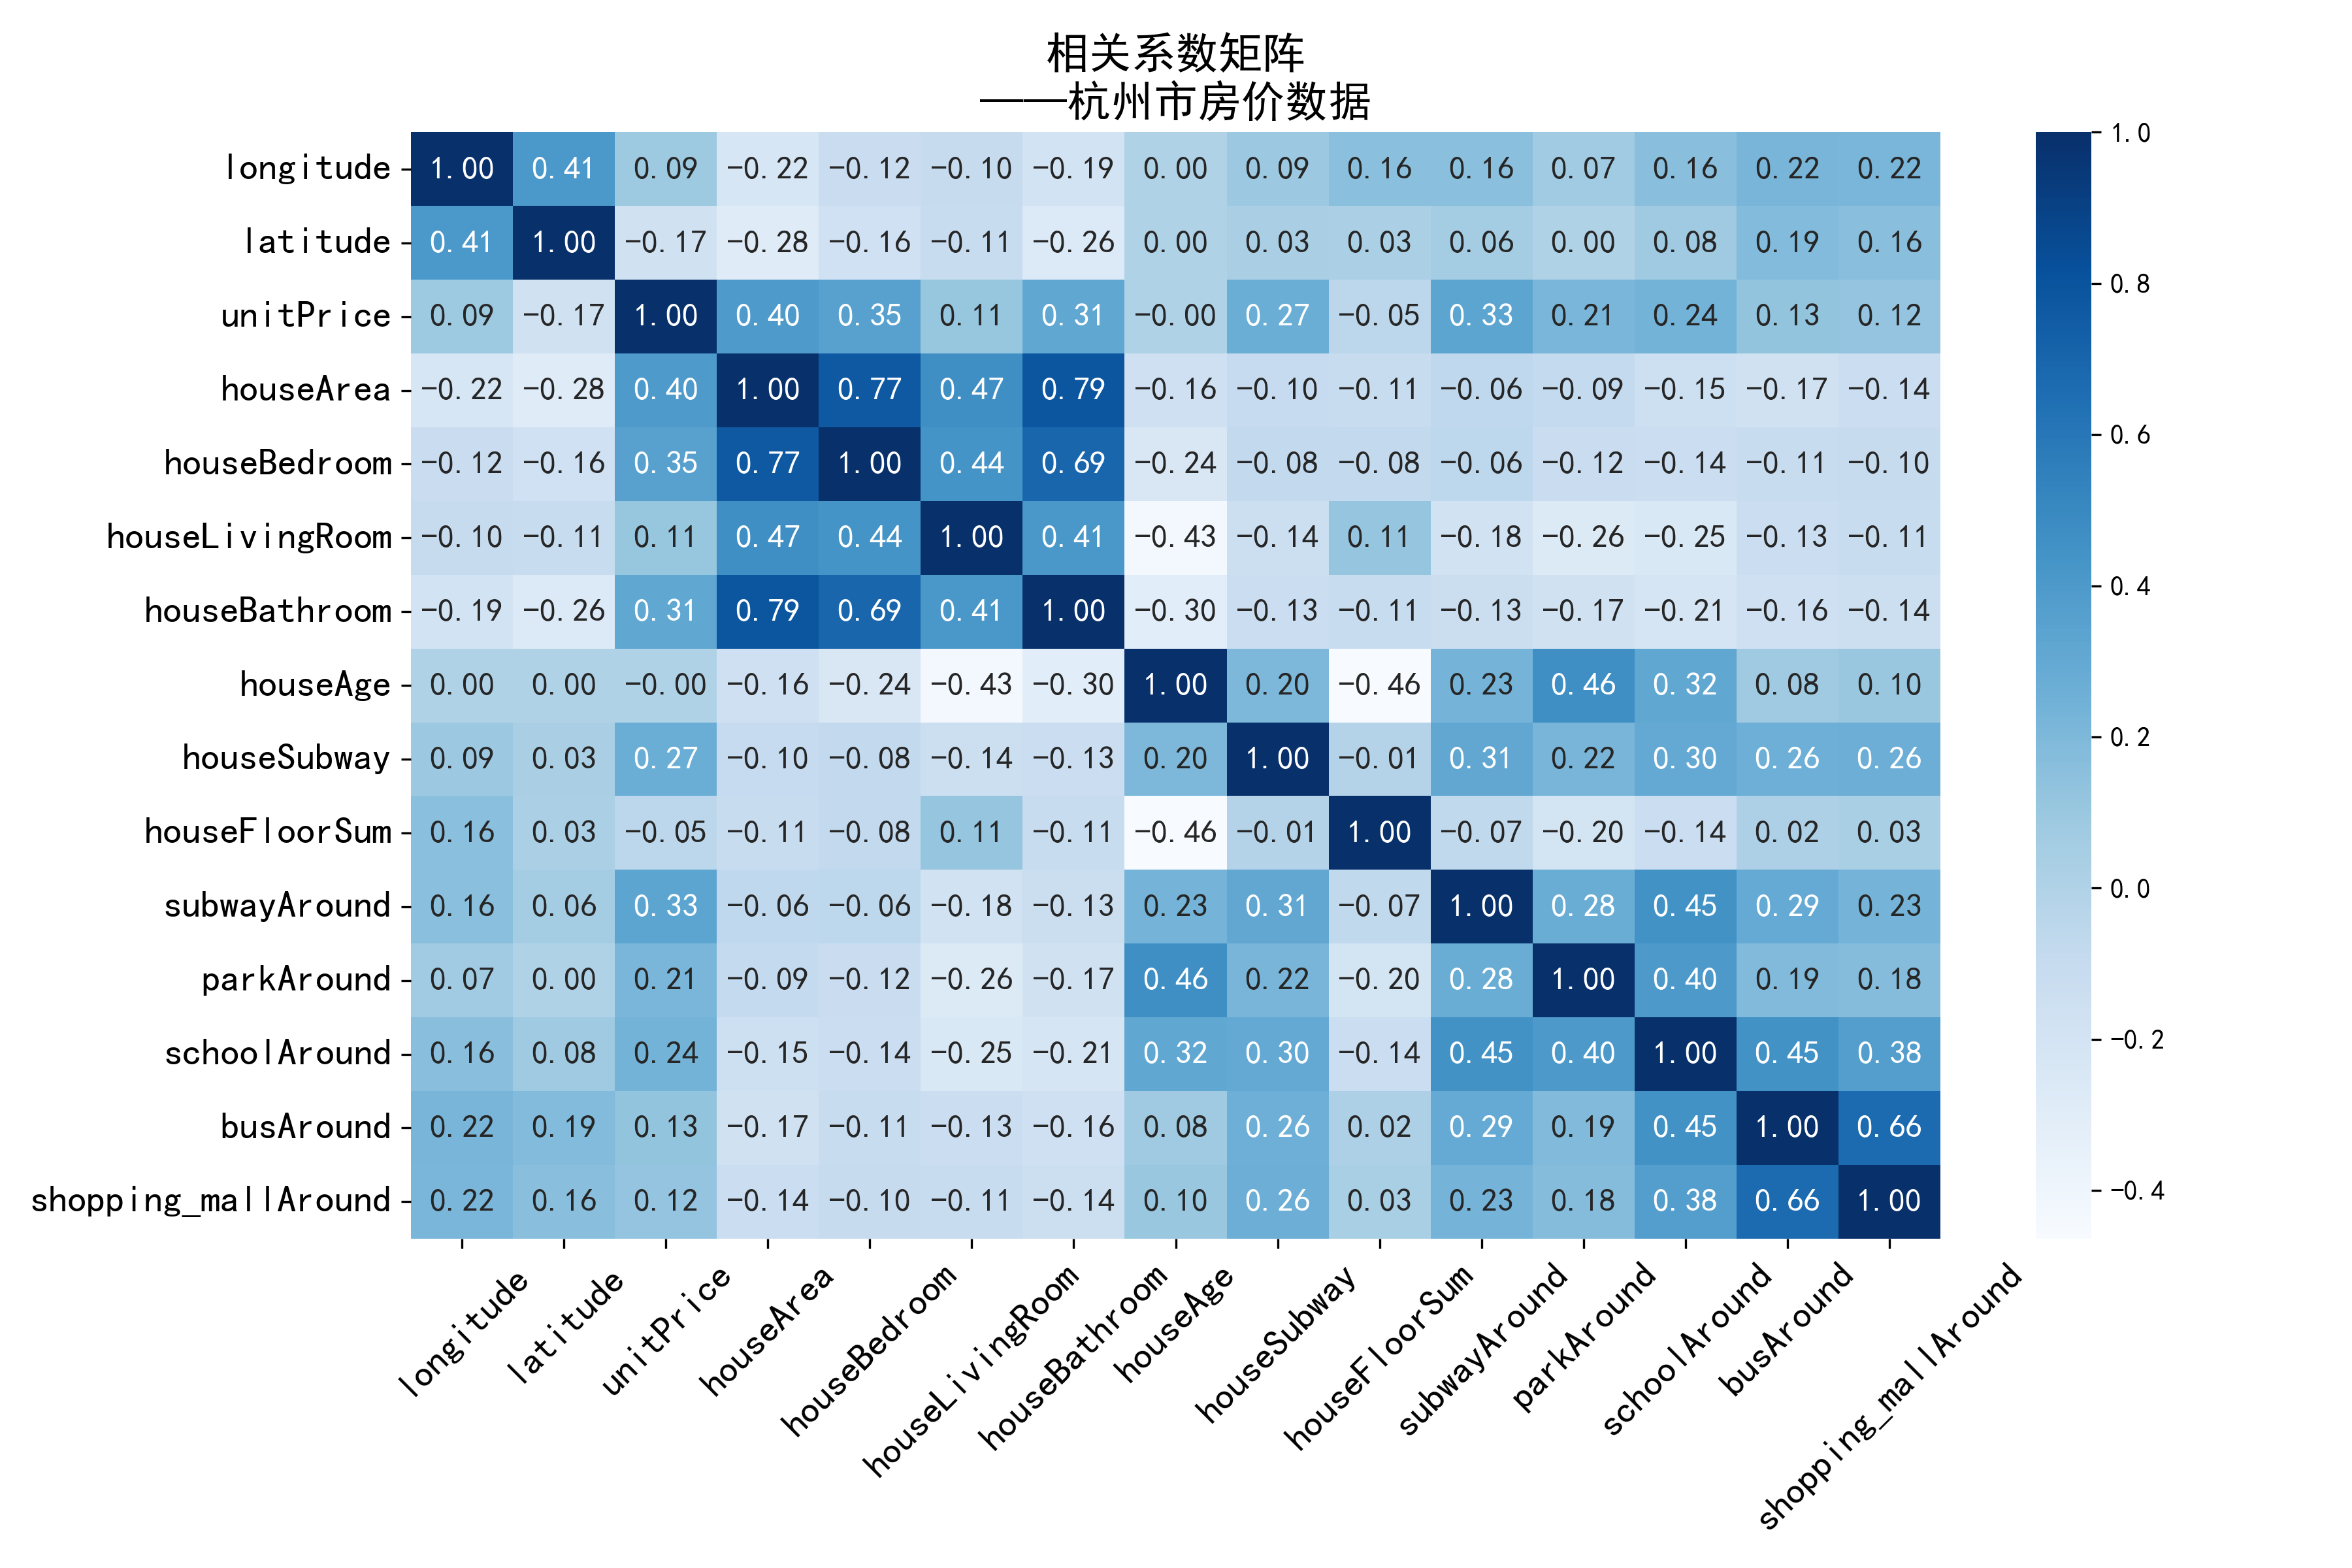 相关系数矩阵
——杭州市房价数据
longitude 1.00 0.41 0.09 −0.22 −0.12 −0.10 −0.19 0.00 0.09 0.16 0.16 0.07 0.16 0.22 0.22
latitude 0.41 1.00 −0.17 −0.28 −0.16 −0.11 −0.26 0.00 0.03 0.03 0.06 0.00 0.08 0.19 0.16
unitPrice 0.09 −0.17 1.00 0.40 0.35 0.11 0.31 −0.00 0.27 −0.05 0.33 0.21 0.24 0.13 0.12
houseArea −0.22 −0.28 0.40 1.00 0.77 0.47 0.79 −0.16 −0.10 −0.11 −0.06 −0.09 −0.15 −0.17 −0.14
houseBedroom −0.12 −0.16 0.35 0.77 1.00 0.44 0.69 −0.24 −0.08 −0.08 −0.06 −0.12 −0.14 −0.11 −0.10
houseLivingRoom −0.10 −0.11 0.11 0.47 0.44 1.00 0.41 −0.43 −0.14 0.11 −0.18 −0.26 −0.25 −0.13 −0.11
houseBathroom −0.19 −0.26 0.31 0.79 0.69 0.41 1.00 −0.30 −0.13 −0.11 −0.13 −0.17 −0.21 −0.16 −0.14
houseAge 0.00 0.00 −0.00 −0.16 −0.24 −0.43 −0.30 1.00 0.20 −0.46 0.23 0.46 0.32 0.08 0.10
houseSubway 0.09 0.03 0.27 −0.10 −0.08 −0.14 −0.13 0.20 1.00 −0.01 0.31 0.22 0.30 0.26 0.26
houseFloorSum 0.16 0.03 −0.05 −0.11 −0.08 0.11 −0.11 −0.46 −0.01 1.00 −0.07 −0.20 −0.14 0.02 0.03
subwayAround 0.16 0.06 0.33 −0.06 −0.06 −0.18 −0.13 0.23 0.31 −0.07 1.00 0.28 0.45 0.29 0.23
parkAround 0.07 0.00 0.21 −0.09 −0.12 −0.26 −0.17 0.46 0.22 −0.20 0.28 1.00 0.40 0.19 0.18
schoolAround 0.16 0.08 0.24 −0.15 −0.14 −0.25 −0.21 0.32 0.30 −0.14 0.45 0.40 1.00 0.45 0.38
busAround 0.22 0.19 0.13 −0.17 −0.11 −0.13 −0.16 0.08 0.26 0.02 0.29 0.19 0.45 1.00 0.66
shopping_mallAround 0.22 0.16 0.12 −0.14 −0.10 −0.11 −0.14 0.10 0.26 0.03 0.23 0.18 0.38 0.66 1.00
longitude
latitude
unitPrice
houseArea
houseBedroom
houseLivingRoom
houseBathroom
houseAge
houseSubway
houseFloorSum
subwayAround
parkAround
schoolAround
busAround
shopping_mallAround
1.0
0.8
0.6
0.4
0.2
0.0
−0.2
−0.4